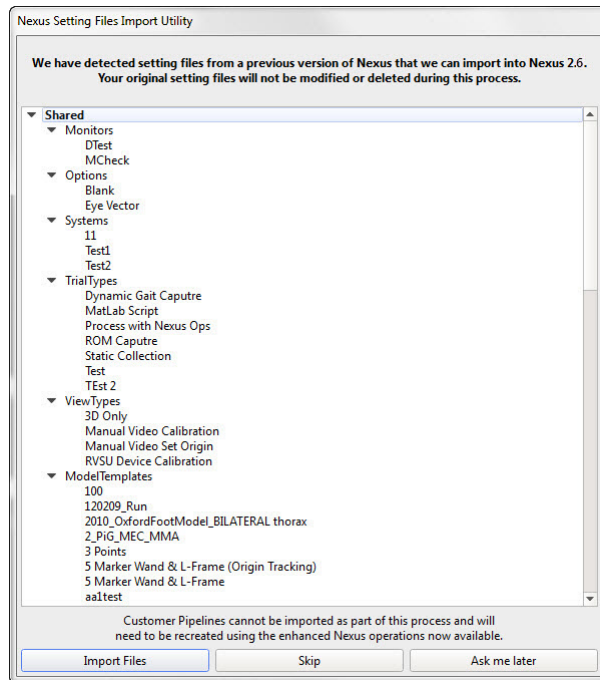 Nexus Setting Files Import Utility
We have detected setting files from a previous version of Nexus that we can import into Nexus 2.6.
Your original setting files will not be modified or deleted during this process.
Shared
Monitors
DTest
MCheck
Options
Blank
Eye Vector
Systems
11
Test1
Test2
TrialTypes
Dynamic Gait Caputre
MatLab Script
Process with Nexus Ops
ROM Caputre
Static Collection
Test
TEst 2
ViewTypes
3D Only
Manual Video Calibration
Manual Video Set Origin
RVSU Device Calibration
ModelTemplates
100
120209_Run
2010_OxfordFootModel_BILATERAL thorax
2_PiG_MEC_MMA
3 Points
5 Marker Wand & L-Frame (Origin Tracking)
5 Marker Wand & L-Frame
aa1test
Customer Pipelines cannot be imported as part of this process and will
need to be recreated using the enhanced Nexus operations now available.
Import Files
Skip
Ask me later